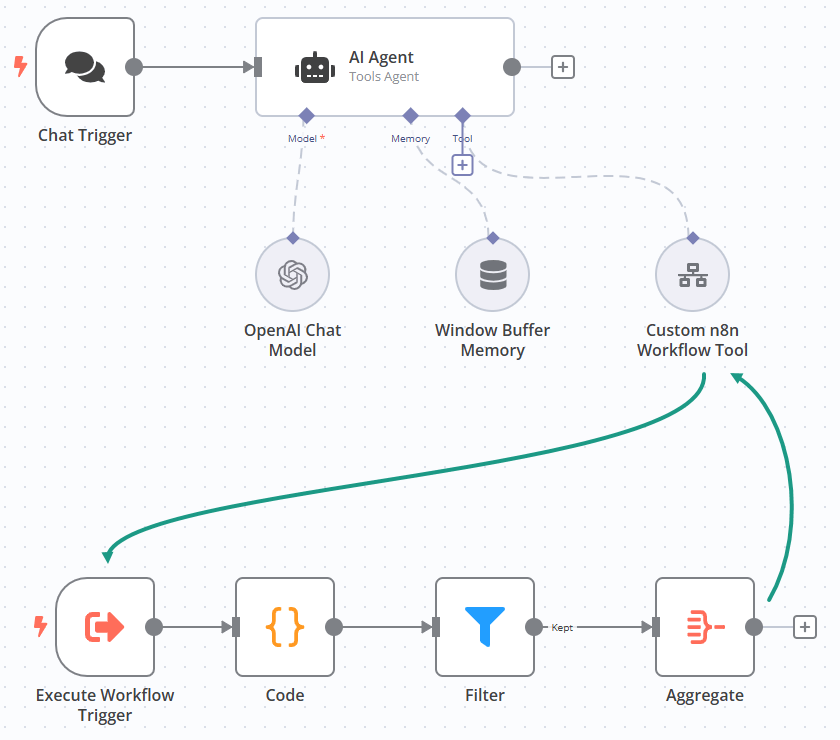 AI Agent
Tools Agent
Chat Trigger
Model *
Memory
Tool
OpenAI Chat
Model
Window Buffer
Memory
Custom n8n
Workflow Tool
Kept
Execute Workflow
Trigger
Code
Filter
Aggregate